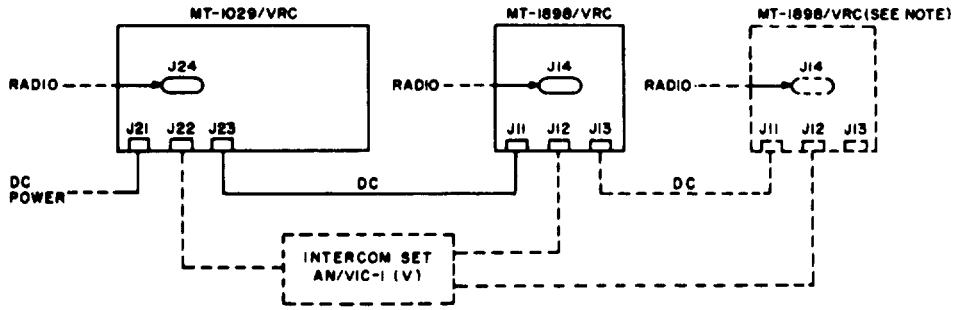 MT-1029/VRC
MT-1898/VRC
MT-1898/VRC (SEE NOTE)
RADIO
J24
RADIO
J14
RADIO
J14
J21
J22
J23
J11
J12
J13
J11
J12
J13
DC
POWER
DC
DC
INTERCOM SET
AN/VIC-1 (V)